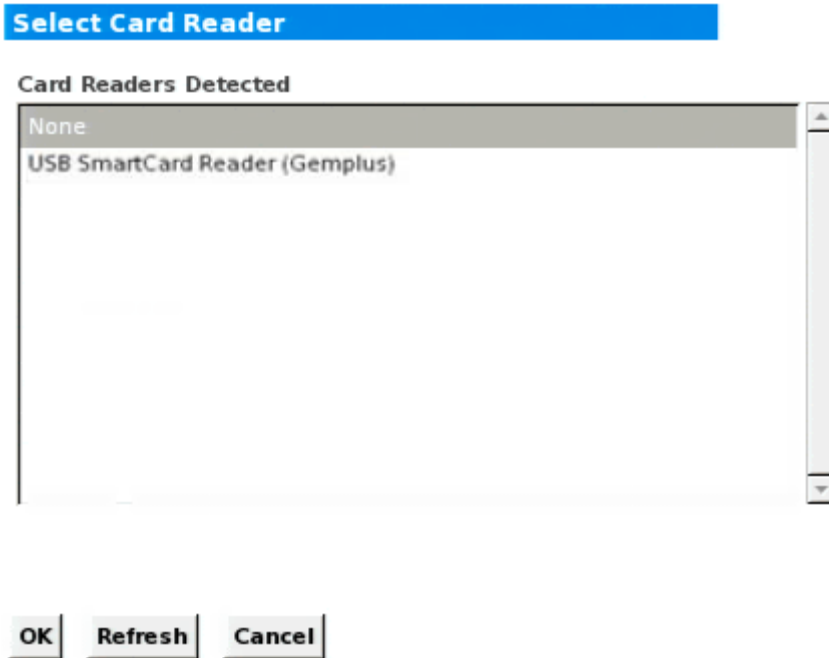 Select Card Reader
Card Readers Detected
None
USB SmartCard Reader (Gemplus)
OK Refresh Cancel